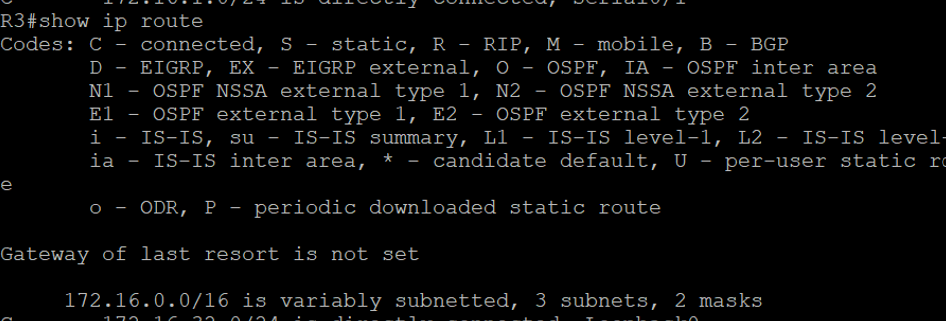 172.16.1.0/24 is directly connected, Serial0/1
R3#show ip route
Codes: C - connected, S - static, R - RIP, M - mobile, B - BGP
D - EIGRP, EX - EIGRP external, O - OSPF, IA - OSPF inter area
N1 - OSPF NSSA external type 1, N2 - OSPF NSSA external type 2
E1 - OSPF external type 1, E2 - OSPF external type 2
i - IS-IS, su - IS-IS summary, L1 - IS-IS level-1, L2 - IS-IS level-
ia - IS-IS inter area, * - candidate default, U - per-user static ro
e
o - ODR, P - periodic downloaded static route
Gateway of last resort is not set
172.16.0.0/16 is variably subnetted, 3 subnets, 2 masks
172.16.32.0/24 is directly connected, Loopback0